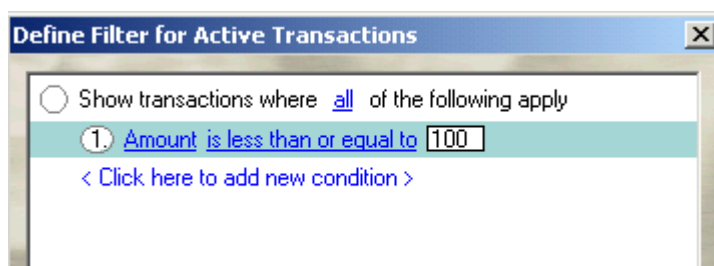 Define Filter for Active Transactions
Show transactions where all of the following apply
1. Amount is less than or equal to 100
< Click here to add new condition >